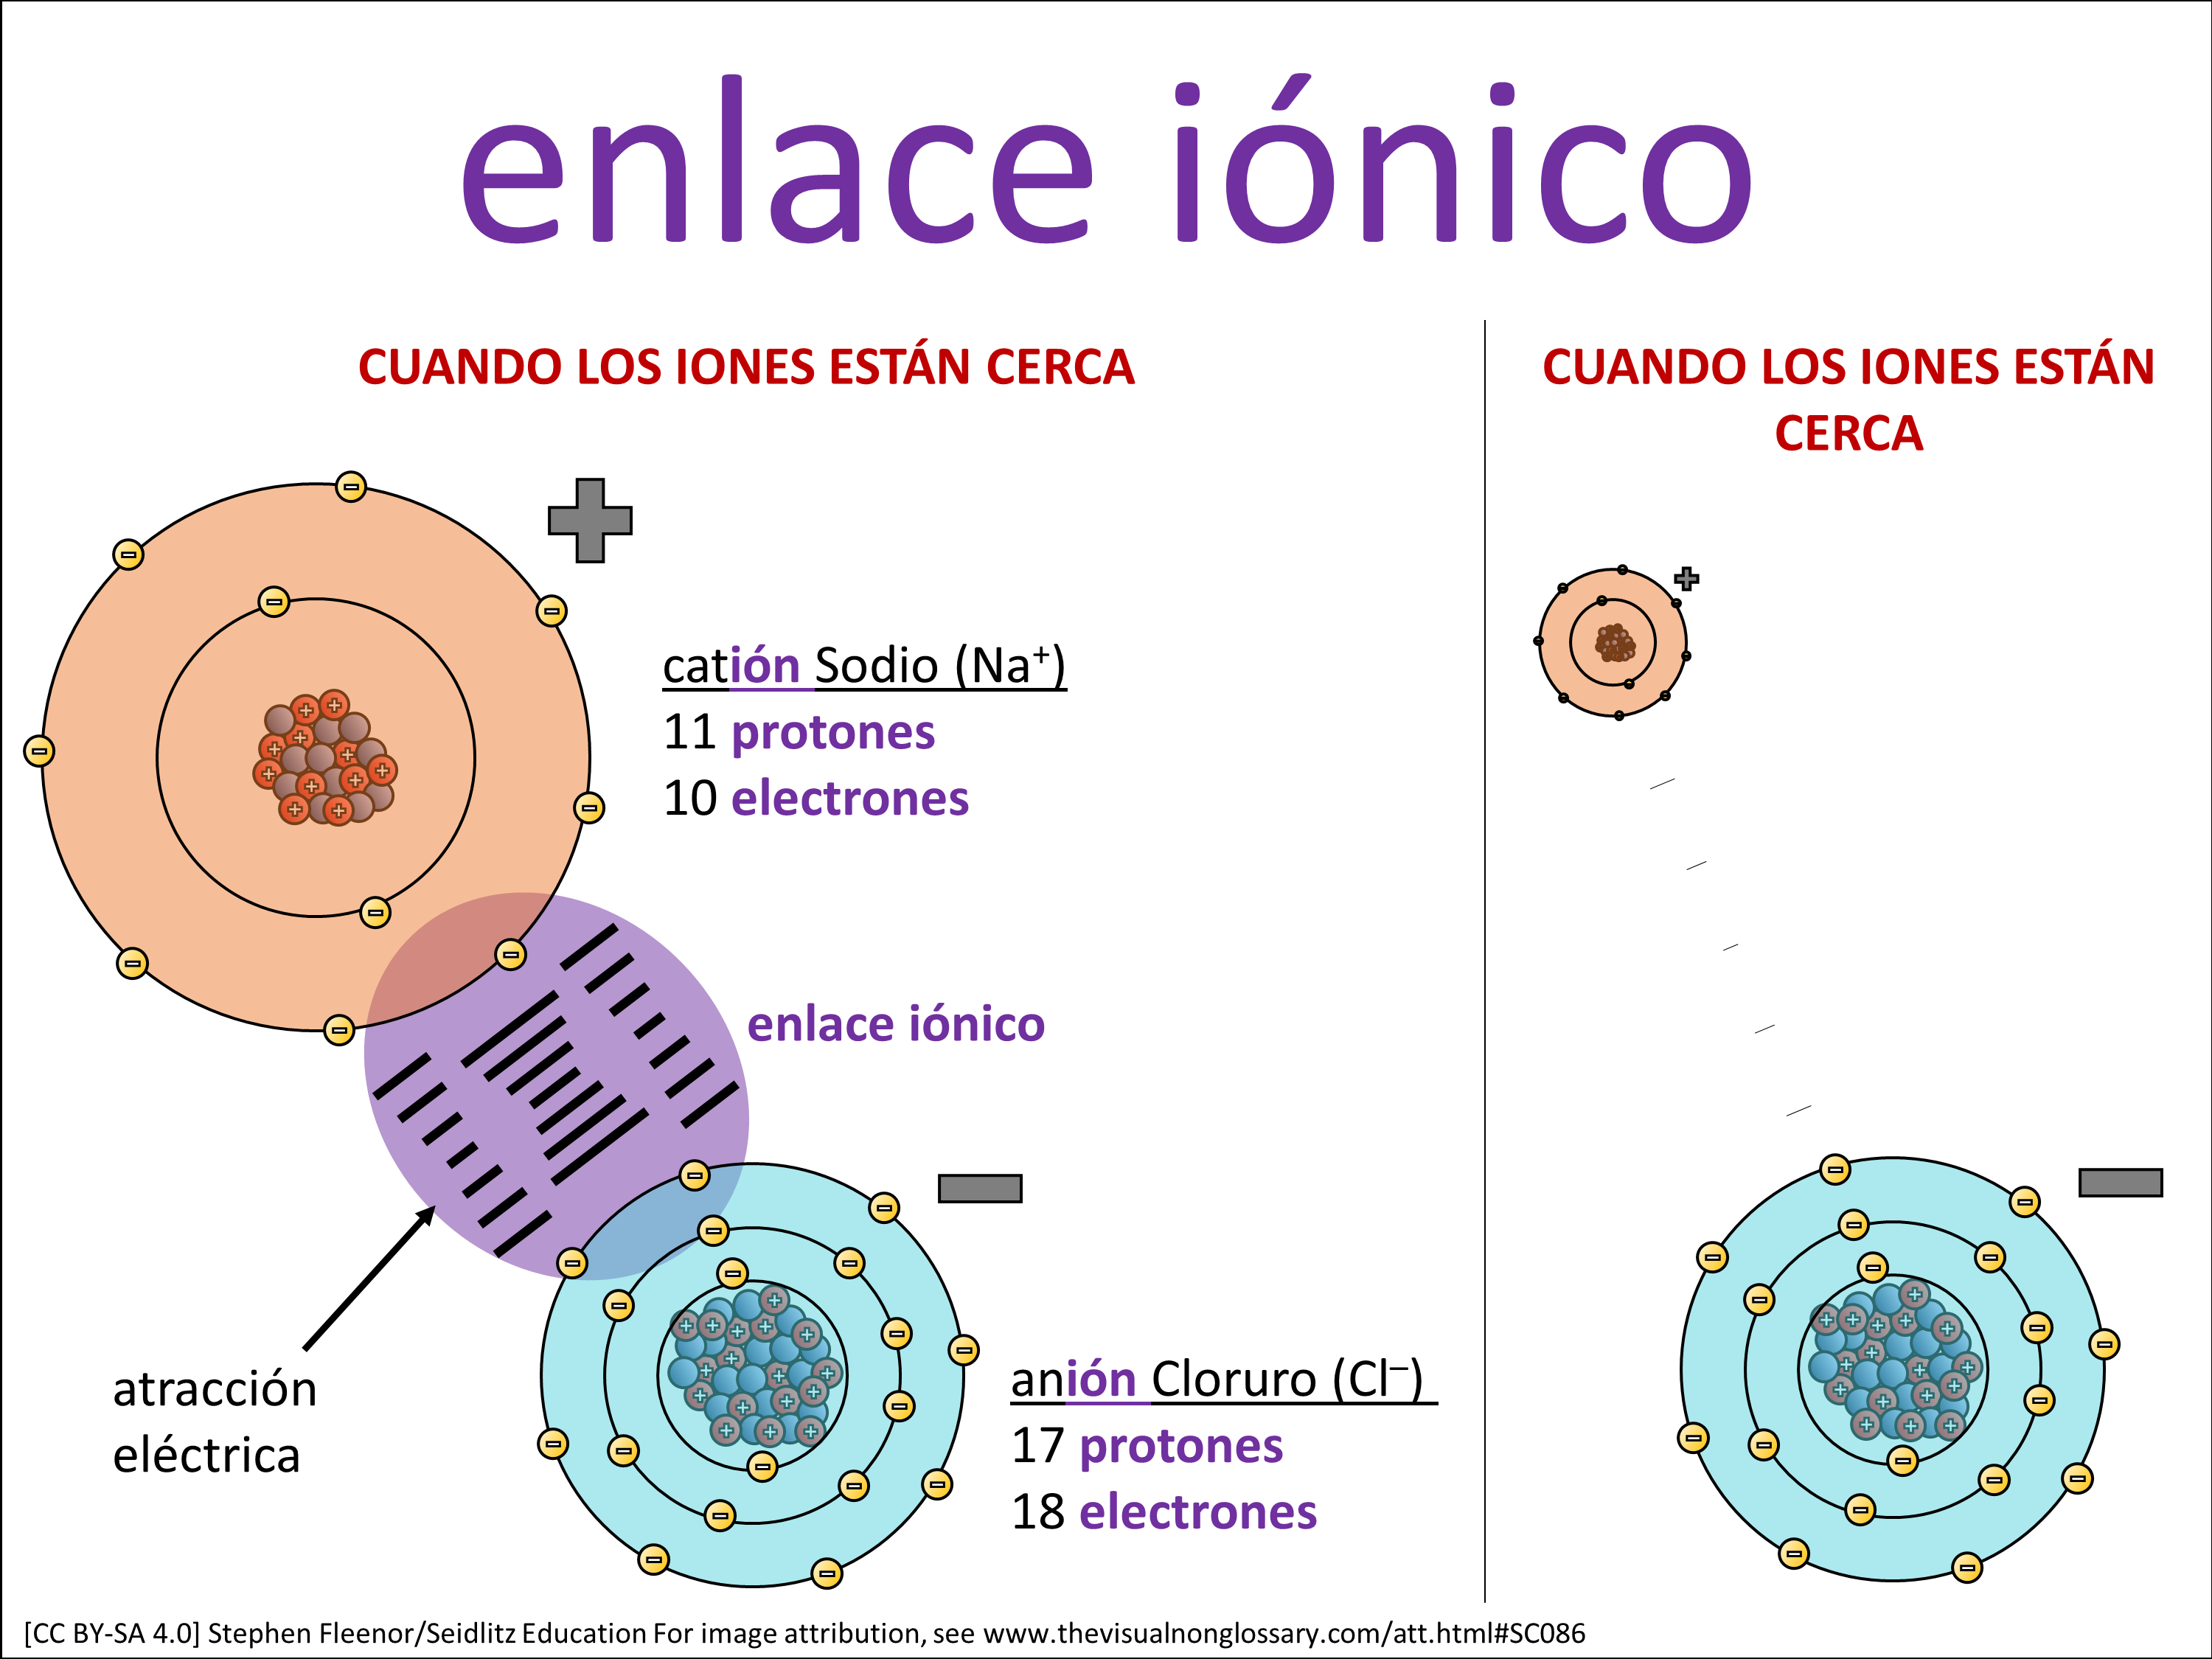 enlace iónico
CUANDO LOS IONES ESTÁN CERCA
catión Sodio (Na⁺)
11 protones
10 electrones
enlace iónico
atracción
eléctrica
anión Cloruro (Cl⁻)
17 protones
18 electrones
CUANDO LOS IONES ESTÁN
CERCA
[CC BY-SA 4.0] Stephen Fleenor/Seidlitz Education For image attribution, see www.thevisualnonglossary.com/att.html#SC086